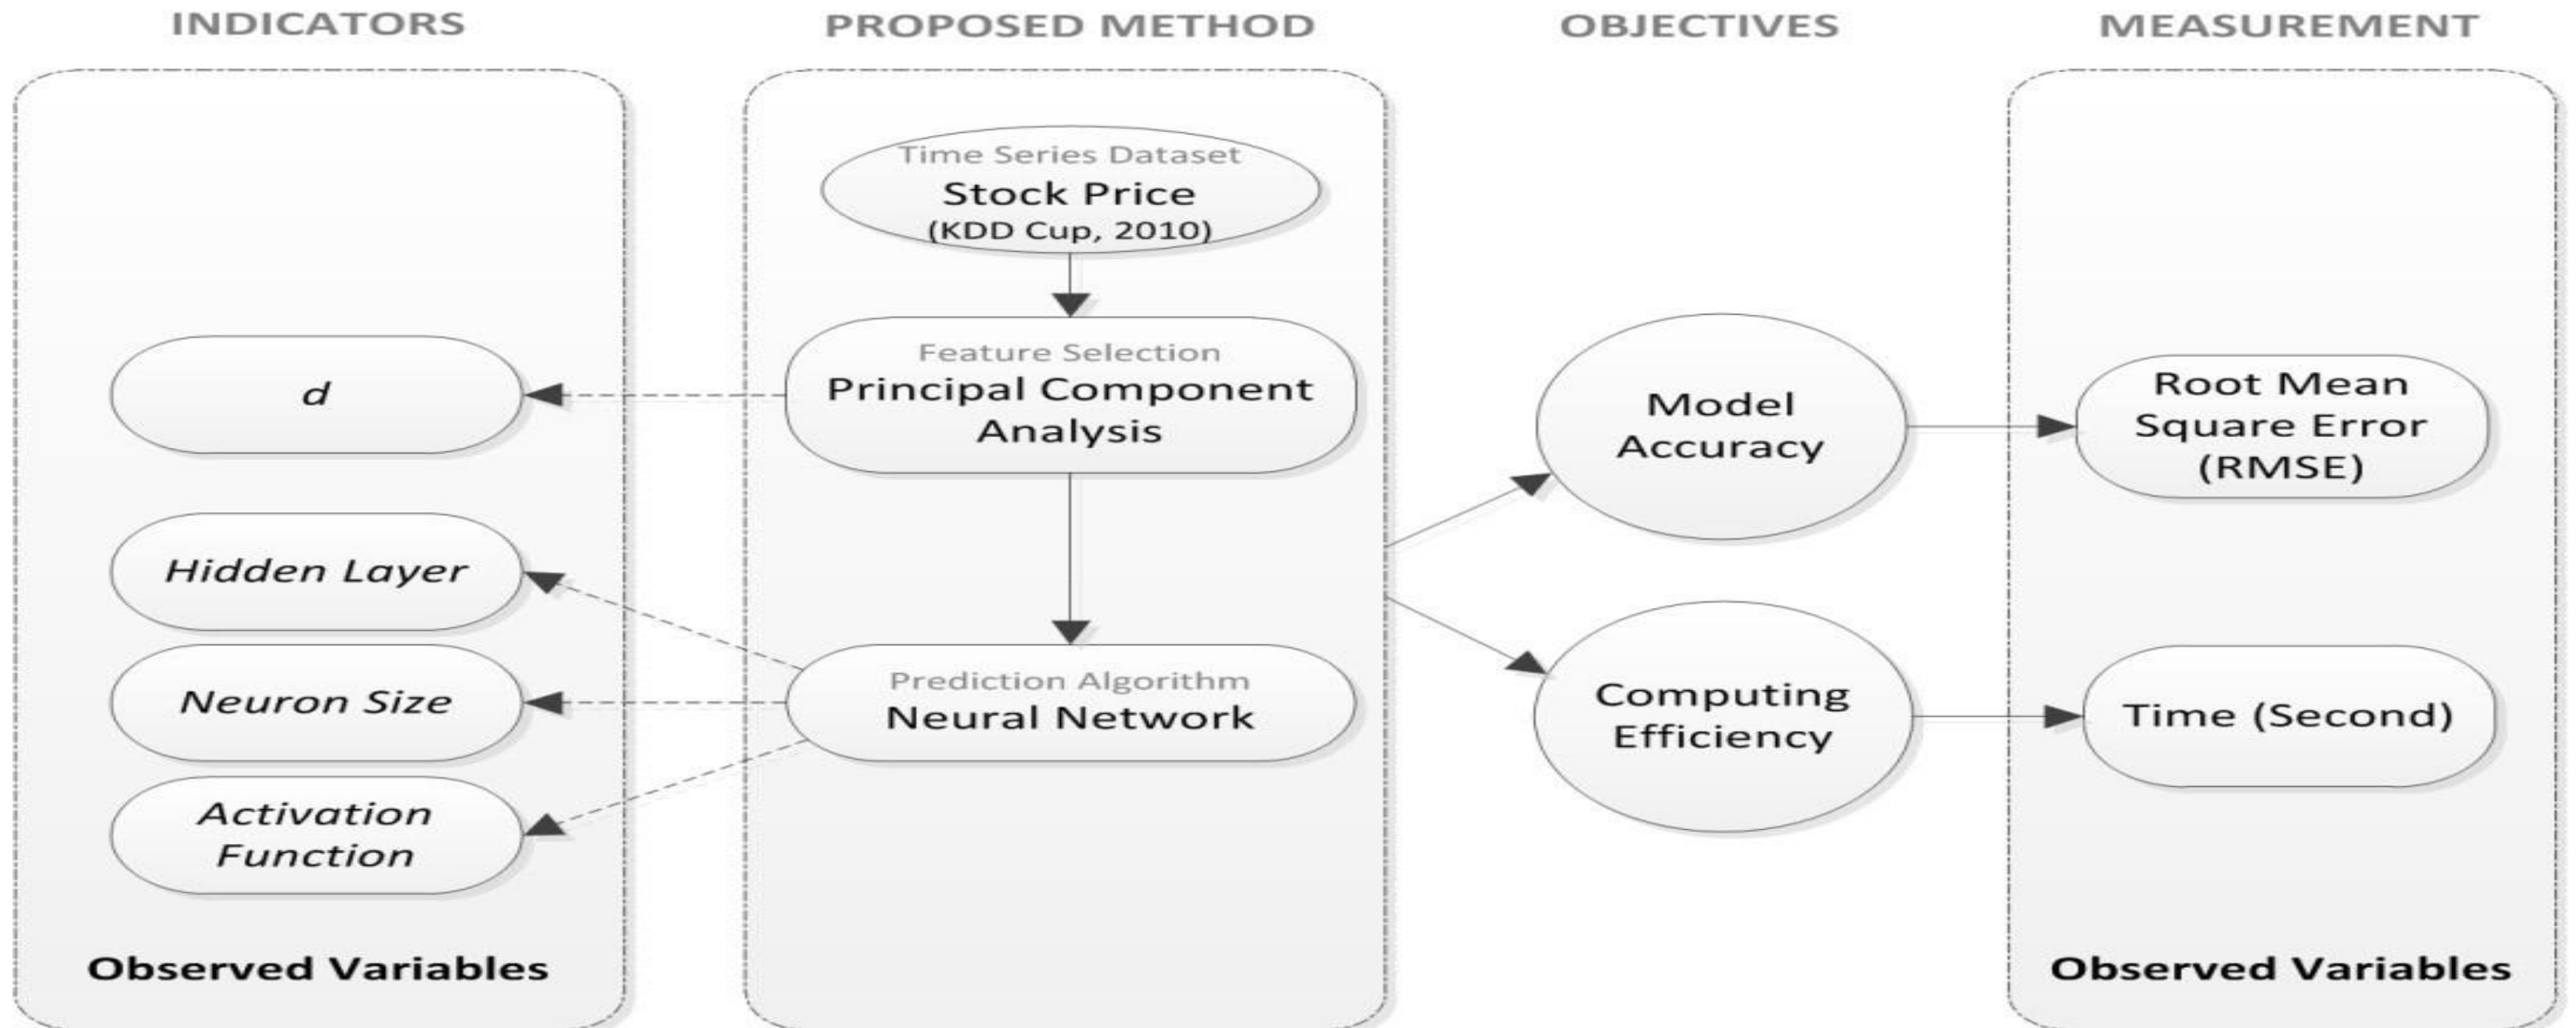 INDICATORS
PROPOSED METHOD
OBJECTIVES
MEASUREMENT
d
Hidden Layer
Neuron Size
Activation
Function
Observed Variables
Time Series Dataset
Stock Price
(KDD Cup, 2010)
Feature Selection
Principal Component
Analysis
Prediction Algorithm
Neural Network
Model
Accuracy
Computing
Efficiency
Root Mean
Square Error
(RMSE)
Time (Second)
Observed Variables